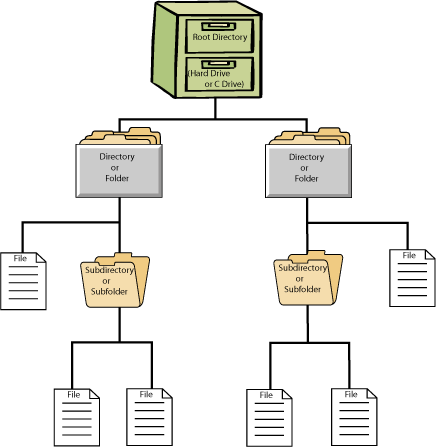 Root Directory
(Hard Drive
or C Drive)
Directory
or
Folder
Directory
or
Folder
File
Subdirectory
or
Subfolder
Subdirectory
or
Subfolder
File
File
File
File
File